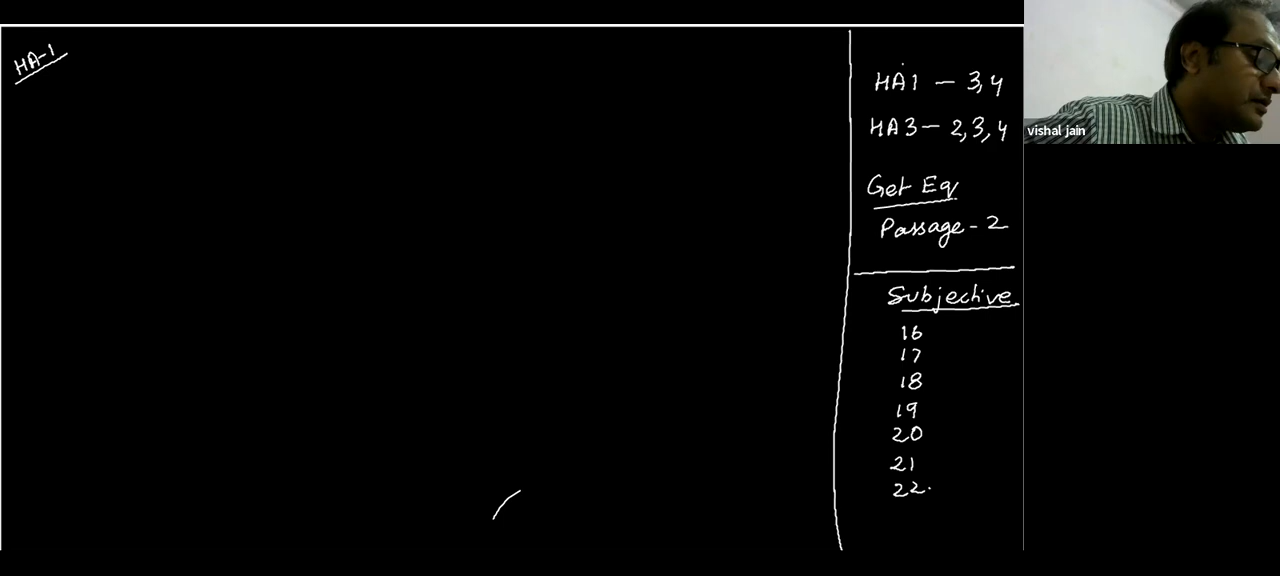 HA-1
HA1 - 3,4
HA3 - 2,3,4
Get Eq
Passage - 2
Subjective
16
17
18
19
20
21
22.
vishal jain